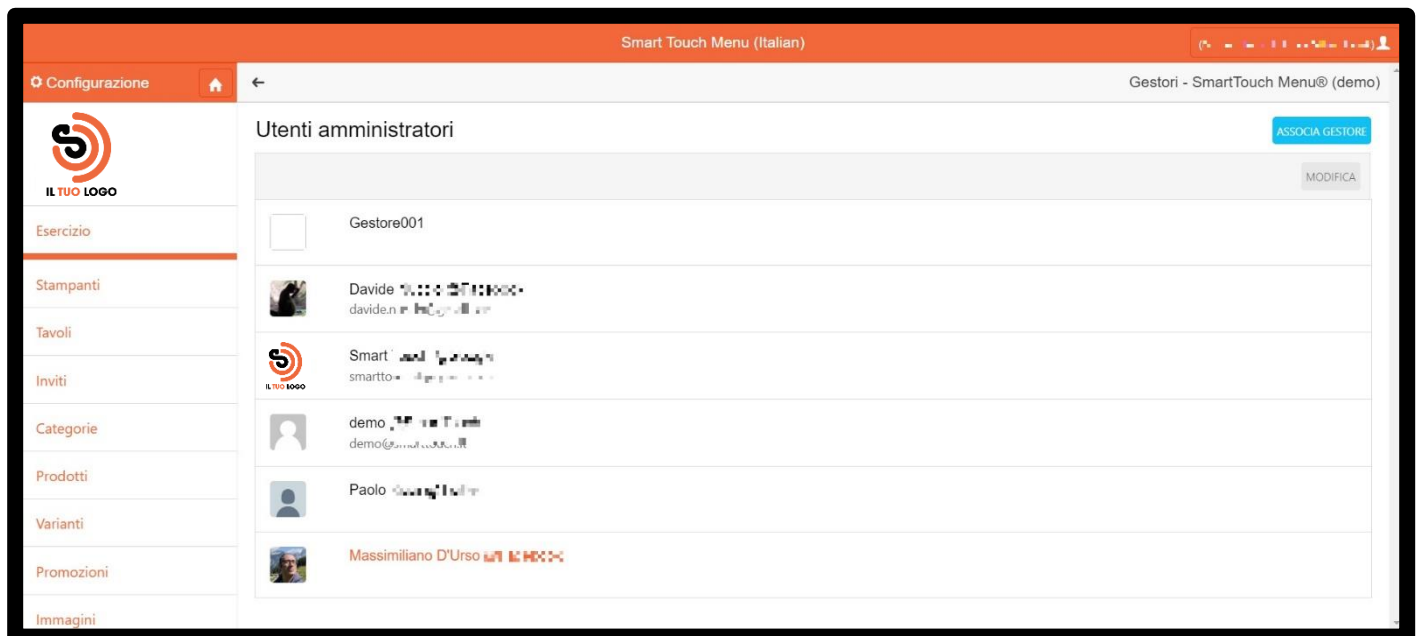 Smart Touch Menu (Italian)
Configurazione
Gestori - SmartTouch Menu® (demo)
IL TUO LOGO
Utenti amministratori
ASSOCIA GESTORE
MODIFICA
Esercizio
Stampanti
Tavoli
Inviti
Categorie
Prodotti
Varianti
Promozioni
Immagini
Gestore001
Davide
Smart
IL TUO LOGO
demo
Paolo
Massimiliano D'Urso